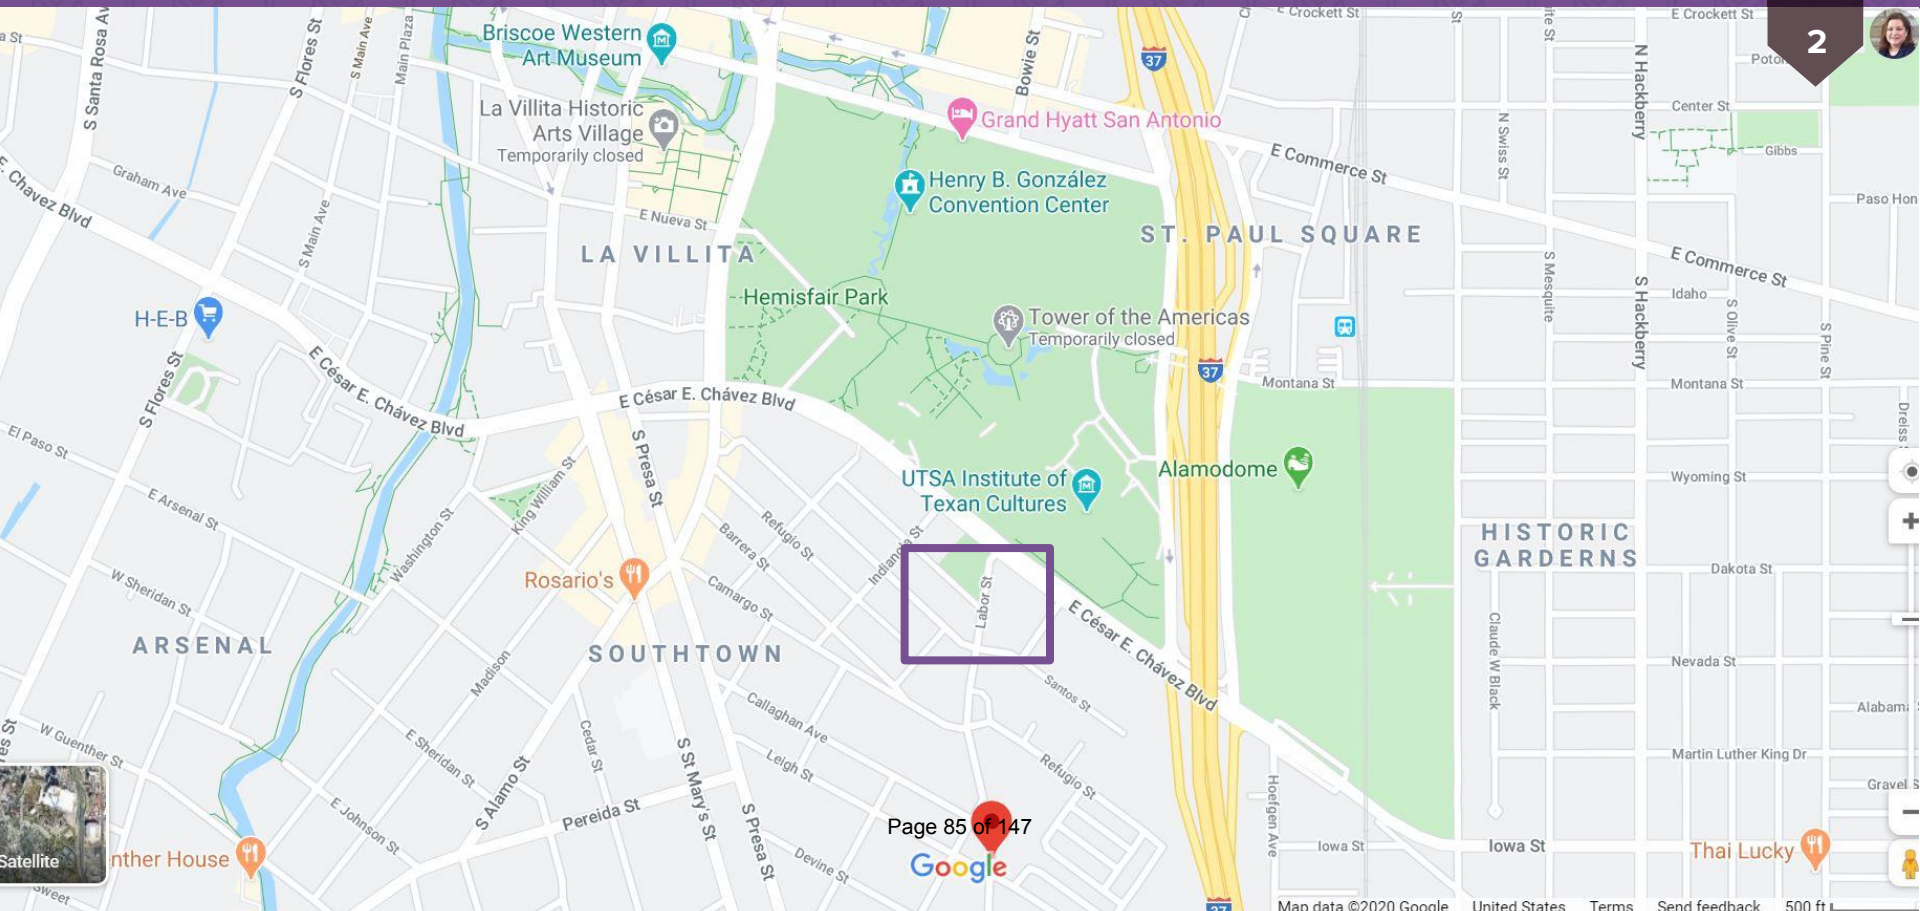 2
E Crockett St
E Crockett St
S Santa Rosa Av
S Flores St
S Main Ave
Main Plaza
Briscoe Western
Art Museum
Bowie St
37
N Hackberry
Center St
Gibbs
La Villita Historic
Arts Village
Temporarily closed
Grand Hyatt San Antonio
E Commerce St
N Swiss St
Graham Ave
E. Chavez Blvd
Henry B. González
Convention Center
Paso Hon
S Main Ave
E Nueva St
LA VILLITA
ST. PAUL SQUARE
E Commerce St
S Mesquite
S Hackberry
Idaho
S Olive St
S Pine St
Hemisfair Park
H-E-B
Tower of the Americas
Temporarily closed
37
Montana St
Montana St
S Flores St
E César E. Chávez Blvd
E César E. Chávez Blvd
El Paso St
S Presa St
King William St
UTSA Institute of
Texan Cultures
Alamodome
Wyoming St
E Arsenal St
Washington St
Barrera St
Refugio St
HISTORIC
GARDERNS
Rosario's
W Sheridan St
Camargo St
Labor St
E César E. Chávez Blvd
Dakota St
ARSENAL
SOUTHTOWN
Claude W Black
Nevada St
Madison
Santos St
Callaghan Ave
Alabama
W Guenther St
E Sheridan St
Cedar St
Leigh St
Refugio St
Martin Luther King Dr
S Alamo St
S St Mary's St
Hoefgen Ave
E Johnson St
Pereida St
S Presa St
Page 85 of 147
Satellite
nther House
Google
Devine St
Iowa St
Iowa St
Thai Lucky
37
Map data ©2020 Google United States Terms Send feedback 500 ft